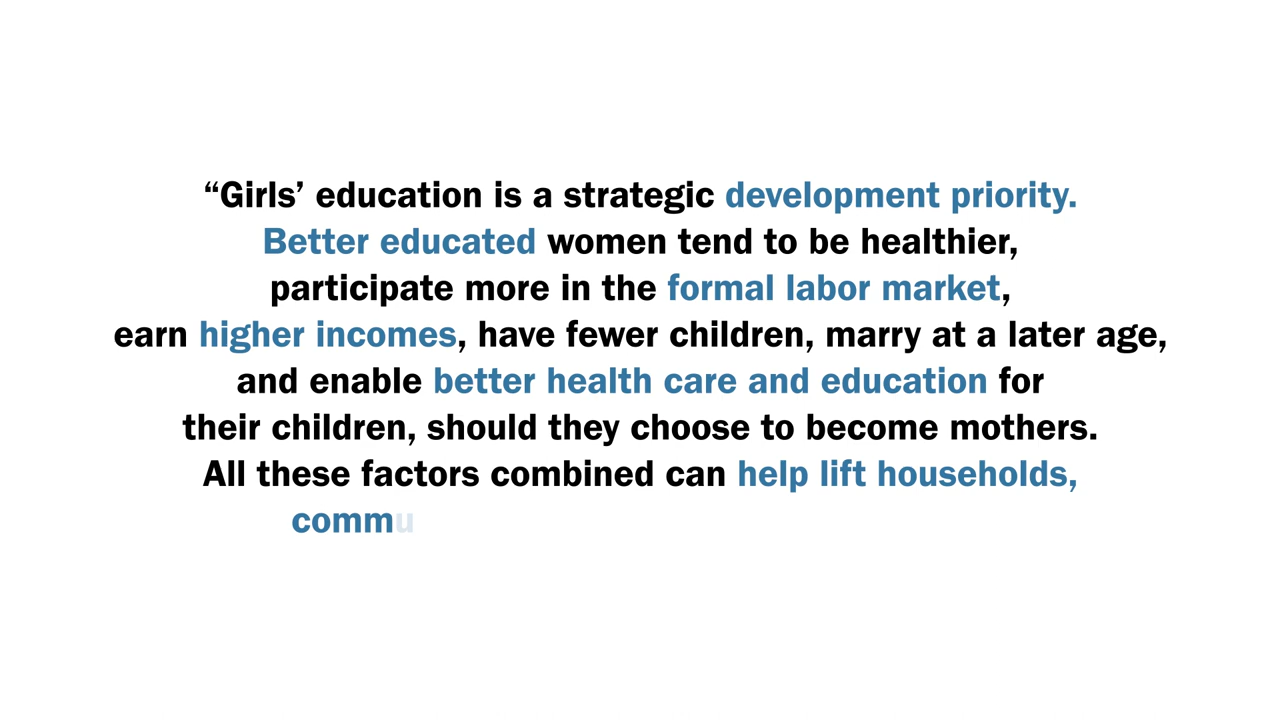 “Girls’ education is a strategic development priority.
Better educated women tend to be healthier,
participate more in the formal labor market,
earn higher incomes, have fewer children, marry at a later age,
and enable better health care and education for
their children, should they choose to become mothers.
All these factors combined can help lift households,
commu